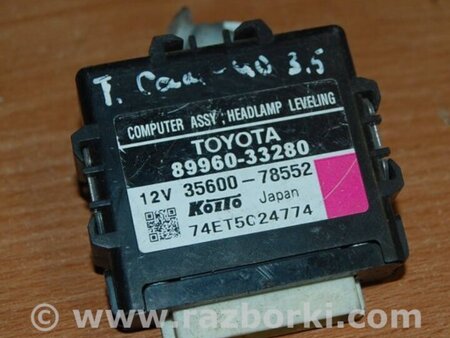 T. Cam-40 3.5
COMPUTER ASSY ; HEADLAMP LEVELING
TOYOTA
89960-33280
12V 35600-78552
KOITO Japan
74ET5C24774
© www.razborki.com